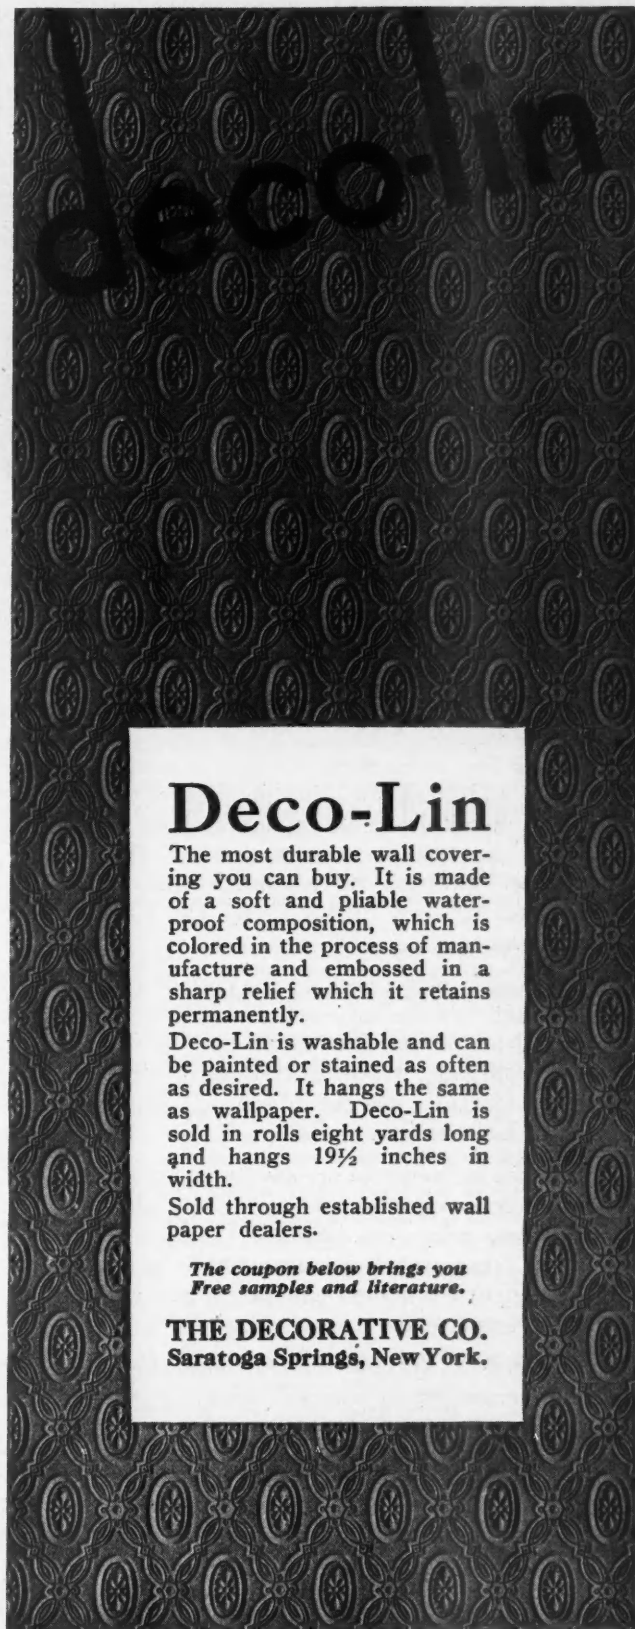 deco-lin
Deco-Lin
The most durable wall cover-
ing you can buy. It is made
of a soft and pliable water-
proof composition, which is
colored in the process of man-
ufacture and embossed in a
sharp relief which it retains
permanently.
Deco-Lin is washable and can
be painted or stained as often
as desired. It hangs the same
as wallpaper. Deco-Lin is
sold in rolls eight yards long
and hangs 19½ inches in
width.
Sold through established wall
paper dealers.
The coupon below brings you
Free samples and literature.
THE DECORATIVE CO.
Saratoga Springs, New York.